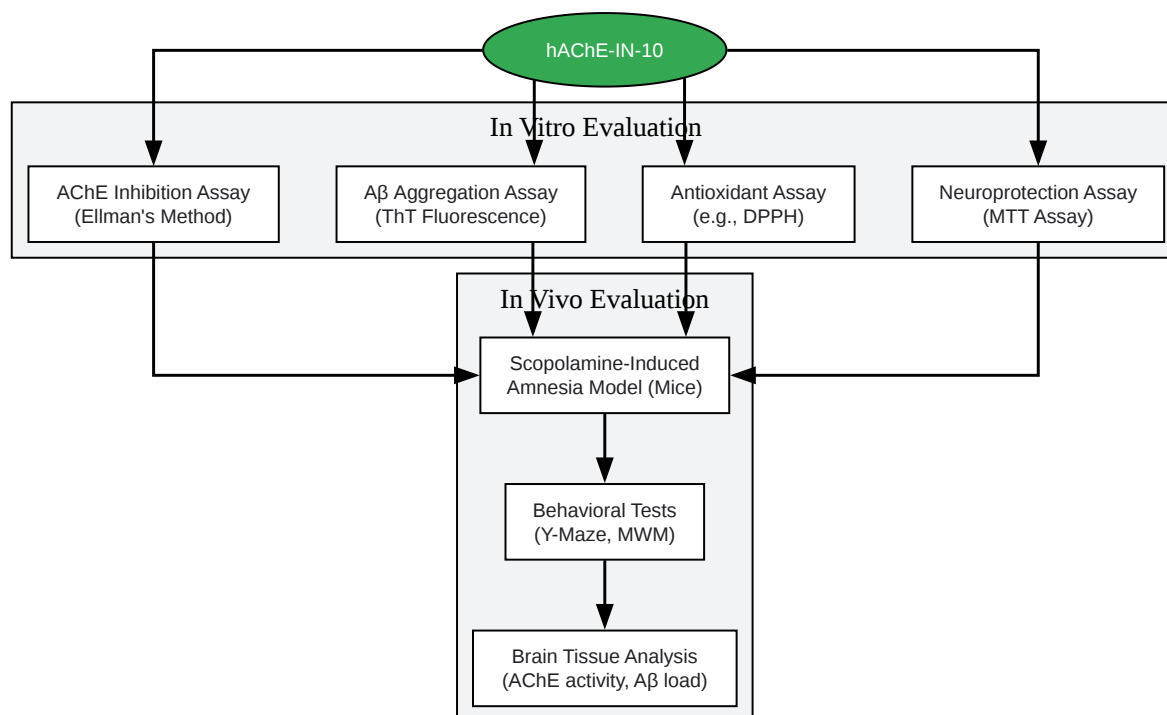 hAChE-IN-10
In Vitro Evaluation
AChE Inhibition Assay
(Ellman's Method)
Aβ Aggregation Assay
(ThT Fluorescence)
Antioxidant Assay
(e.g., DPPH)
Neuroprotection Assay
(MTT Assay)
In Vivo Evaluation
Scopolamine-Induced
Amnesia Model (Mice)
Behavioral Tests
(Y-Maze, MWM)
Brain Tissue Analysis
(AChE activity, Aβ load)